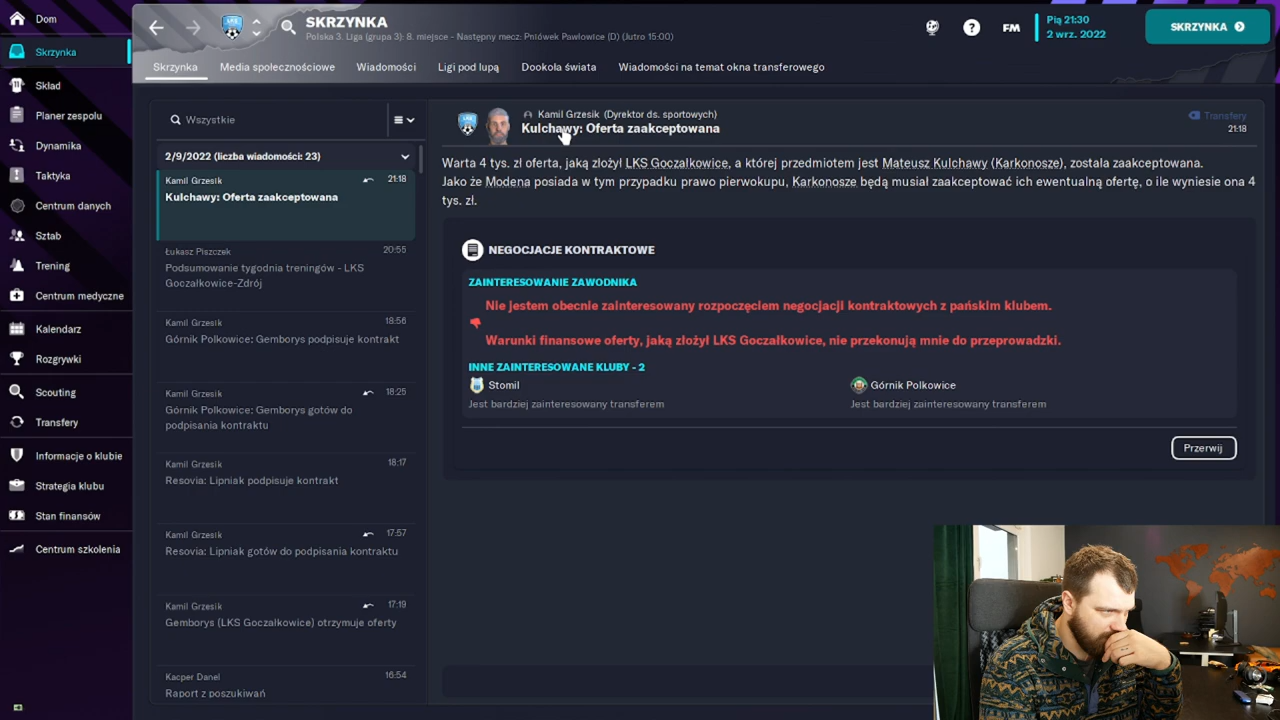 Dom
Skrzynka
Skład
Planer zespołu
Dynamika
Taktyka
Centrum danych
Sztab
Trening
Centrum medyczne
Kalendarz
Rozgrywki
Scouting
Transfery
Informacje o klubie
Strategia klubu
Stan finansów
Centrum szkolenia
SKRZYNKA
Polska 3. Liga (grupa 3): 8. miejsce - Następny mecz: Pniówek Pawłowice (D) (Jutro 15:00)
?
FM
Pią 21:30
2 wrz. 2022
SKRZYNKA
Skrzynka
Media społecznościowe
Wiadomości
Ligi pod lupą
Dookoła świata
Wiadomości na temat okna transferowego
Wszystkie
2/9/2022 (liczba wiadomości: 23)
Kamil Grzesik 21:18
Kulchawy: Oferta zaakceptowana
Łukasz Piszczek 20:55
Podsumowanie tygodnia treningów - LKS
Goczałkowice-Zdrój
Kamil Grzesik 18:56
Górnik Polkowice: Gemborys podpisuje kontrakt
Kamil Grzesik 18:25
Górnik Polkowice: Gemborys gotów do
podpisania kontraktu
Kamil Grzesik 18:17
Resovia: Lipniak podpisuje kontrakt
Kamil Grzesik 17:57
Resovia: Lipniak gotów do podpisania kontraktu
Kamil Grzesik 17:19
Gemborys (LKS Goczałkowice) otrzymuje oferty
Kacper Danel 16:54
Raport z poszukiwań
Kamil Grzesik (Dyrektor ds. sportowych)
Kulchawy: Oferta zaakceptowana
Transfery
21:18
Warta 4 tys. zł oferta, jaką złożył LKS Goczałkowice, a której przedmiotem jest Mateusz Kulchawy (Karkonosze), została zaakceptowana.
Jako że Modena posiada w tym przypadku prawo pierwokupu, Karkonosze będą musiał zaakceptować ich ewentualną ofertę, o ile wyniesie ona 4
tys. zł.
NEGOCJACJE KONTRAKTOWE
ZAINTERESOWANIE ZAWODNIKA
Nie jestem obecnie zainteresowany rozpoczęciem negocjacji kontraktowych z pańskim klubem.
Warunki finansowe oferty, jaką złożył LKS Goczałkowice, nie przekonują mnie do przeprowadzki.
INNE ZAINTERESOWANE KLUBY - 2
Stomil
Jest bardziej zainteresowany transferem
Górnik Polkowice
Jest bardziej zainteresowany transferem
Przerwij